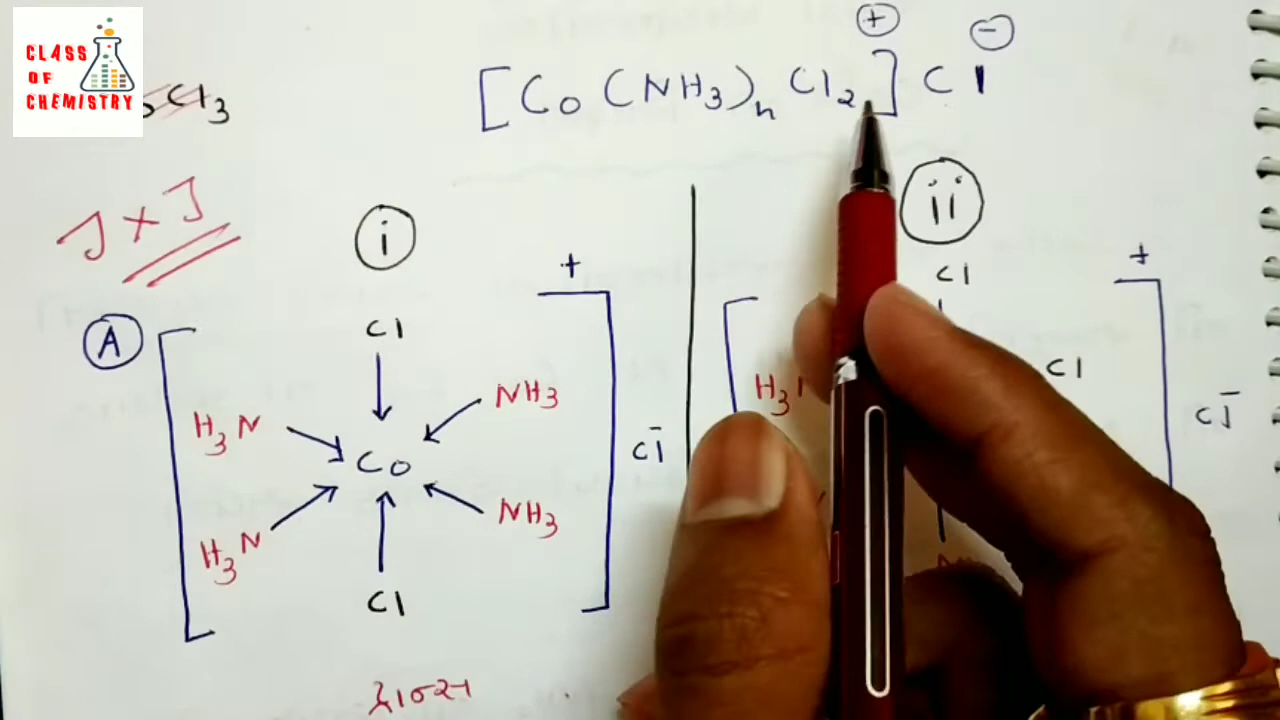 CLASS
OF
CHEMISTRY
Cl3
[Co(NH3)n Cl2]⊕ Cl⊖
i
ii
A
+
Cl
H3N
NH3
Co
H3N
NH3
Cl
Cl-
+
Cl
Cl
Cl-